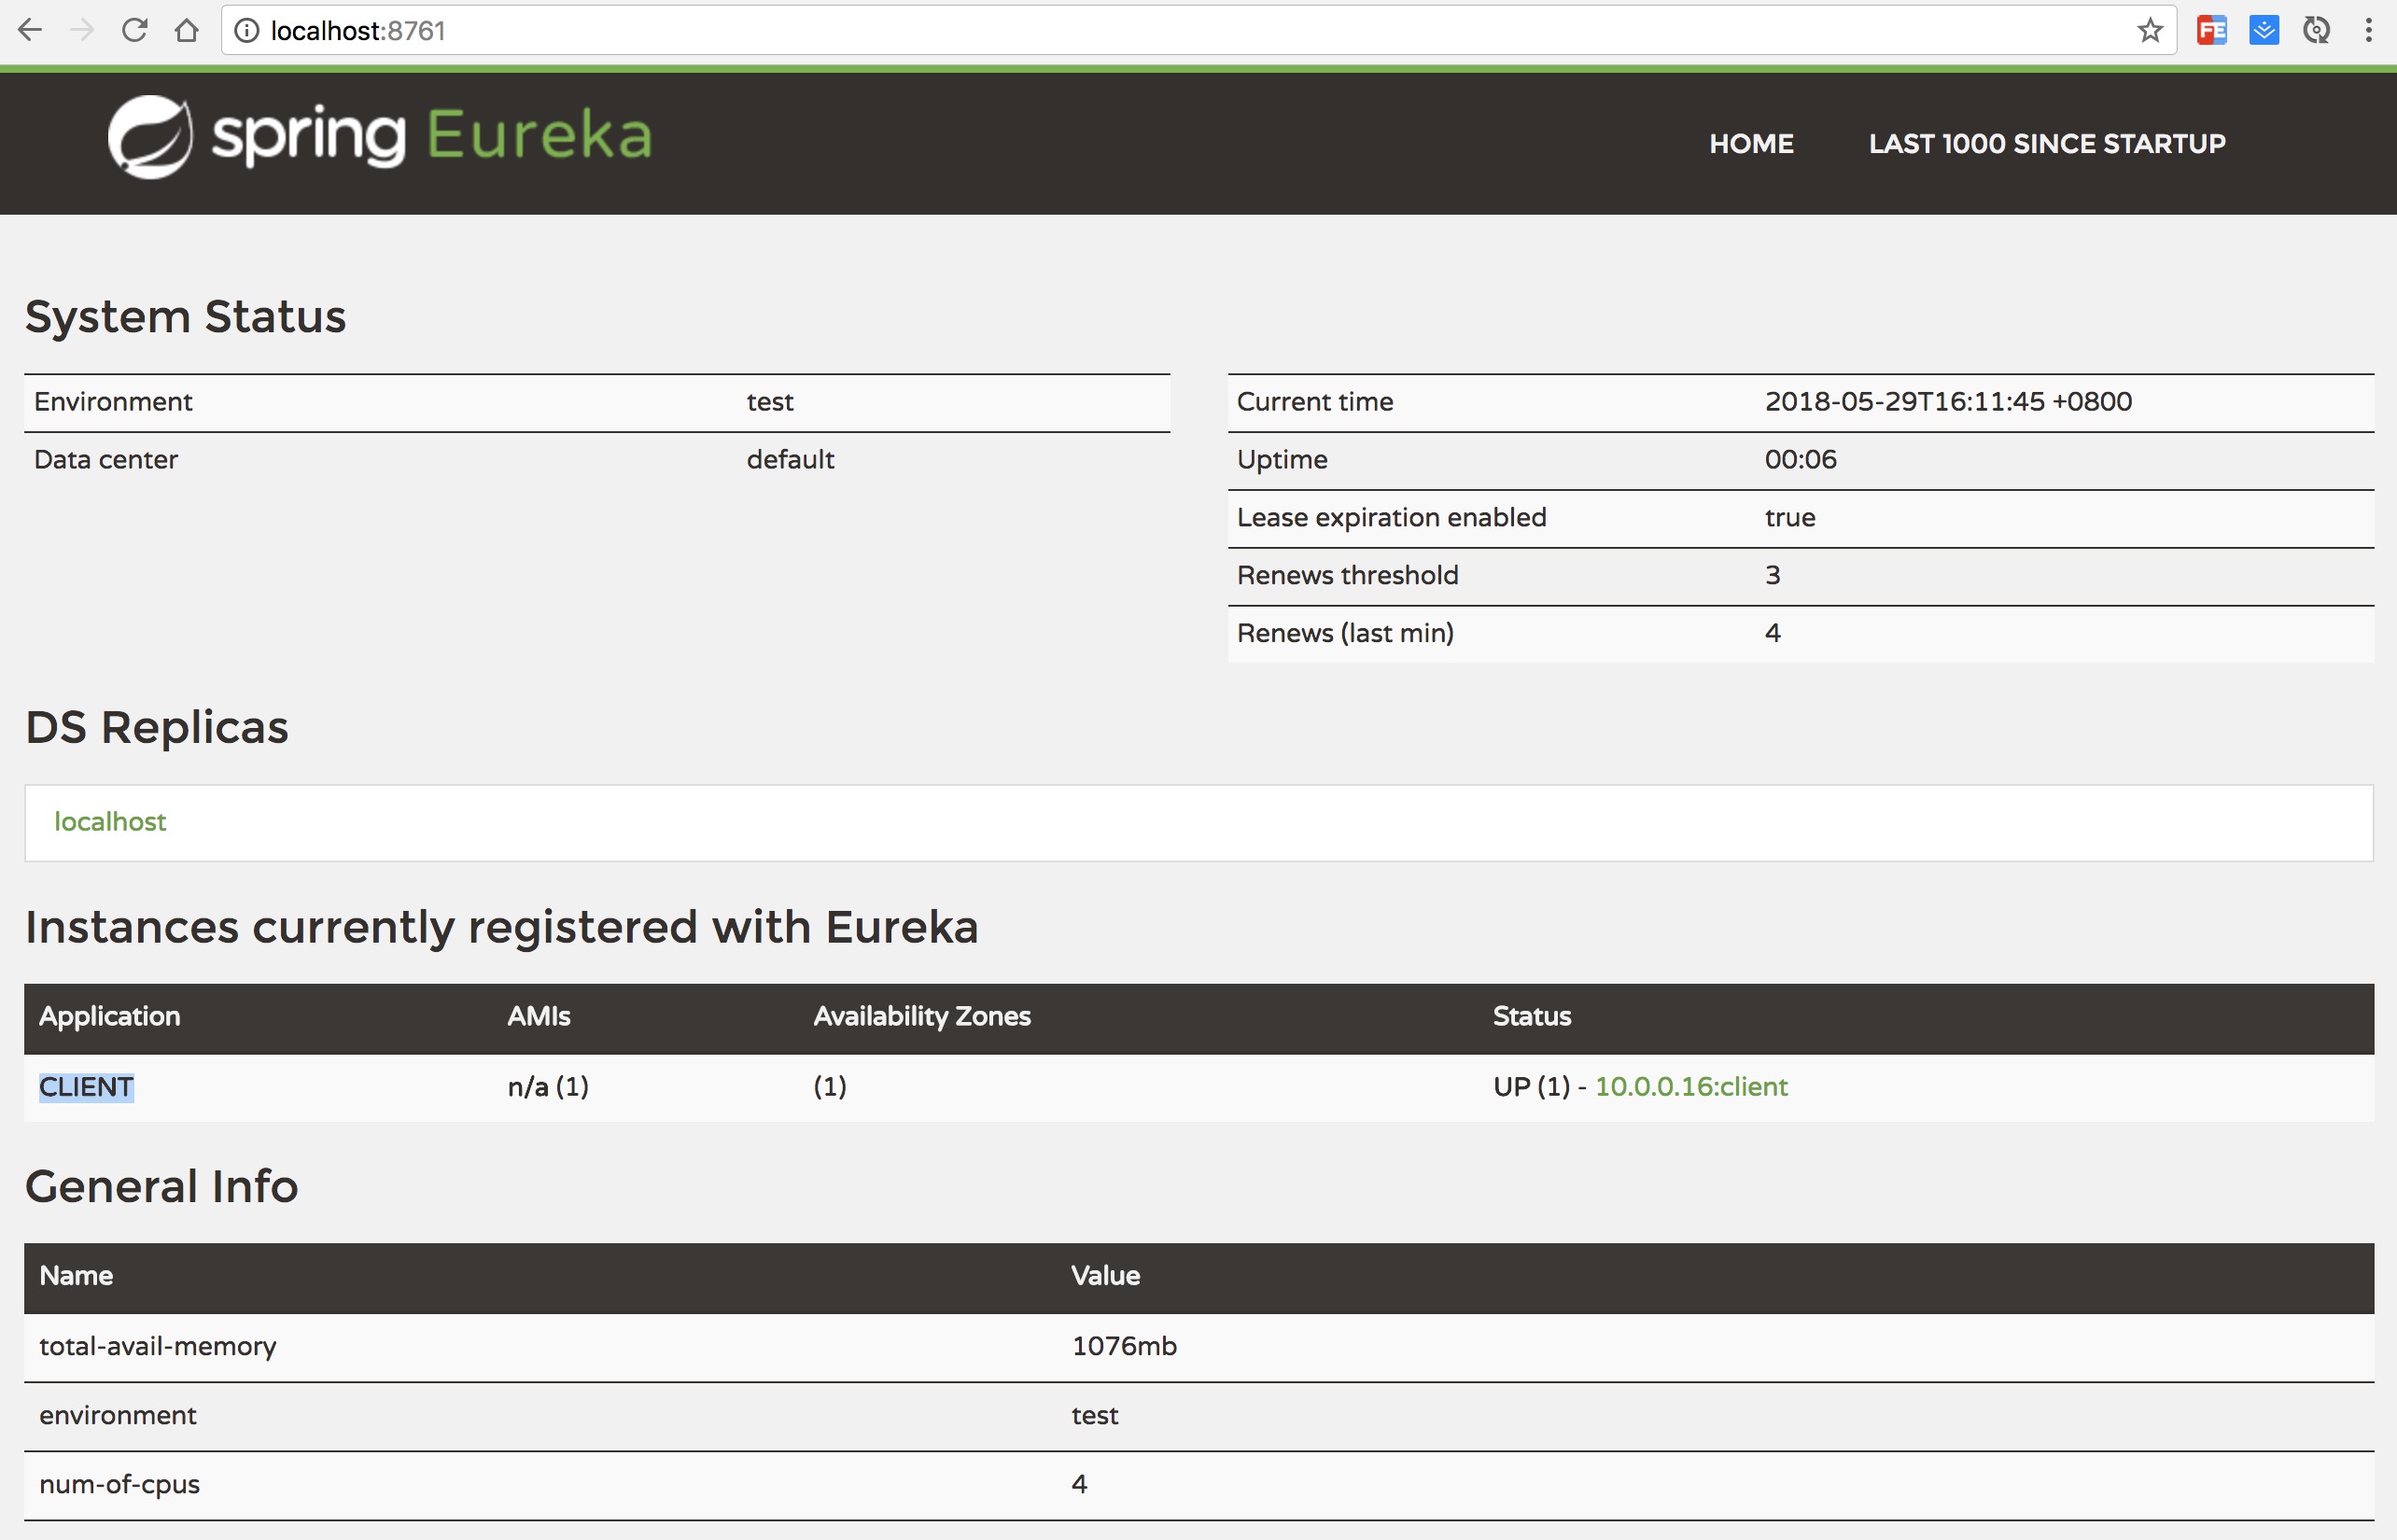 localhost:8761
spring Eureka
HOME LAST 1000 SINCE STARTUP
System Status
Environment test
Data center default
Current time 2018-05-29T16:11:45 +0800
Uptime 00:06
Lease expiration enabled true
Renews threshold 3
Renews (last min) 4
DS Replicas
localhost
Instances currently registered with Eureka
Application AMIs Availability Zones Status
CLIENT n/a (1) (1) UP (1) - 10.0.0.16:client
General Info
Name Value
total-avail-memory 1076mb
environment test
num-of-cpus 4
FE